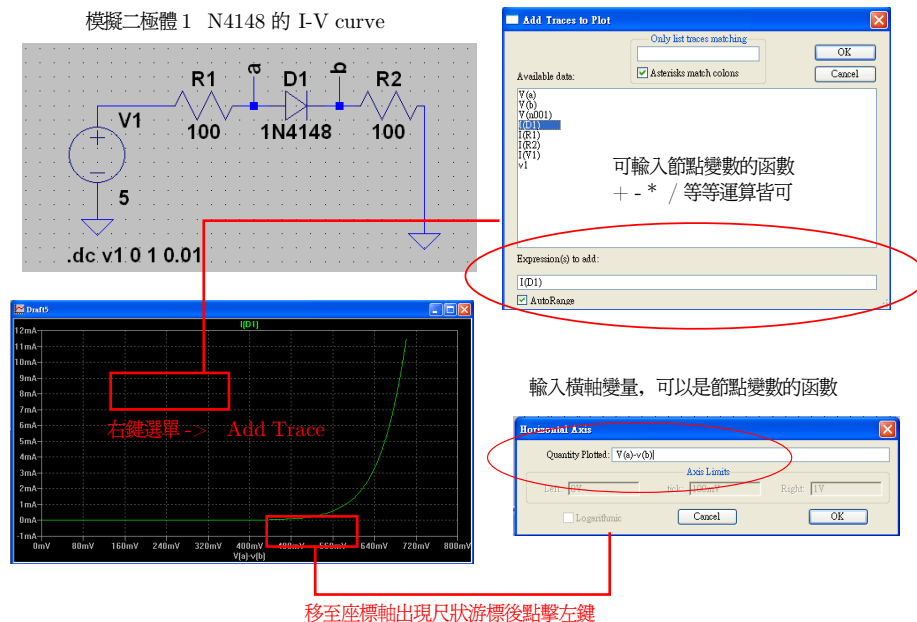 模擬二極體 1 N4148 的 I-V curve
R1
a
D1
b
R2
V1
100
1N4148
100
5
.dc v1 0 1 0.01
Add Traces to Plot
Only list traces matching
OK
Asterisks match colons
Cancel
Available data:
V(a)
V(b)
V(n001)
I(D1)
I(R1)
I(R2)
I(V1)
v1
可輸入節點變數的函數
+ - * / 等等運算皆可
Expression(s) to add:
I(D1)
AutoRange
Draft5
I(D1)
12mA
11mA
10mA
9mA
8mA
7mA
6mA
5mA
4mA
3mA
2mA
1mA
0mA
-1mA
0mV 80mV 160mV 240mV 320mV 400mV 480mV 560mV 640mV 720mV 800mV
V(a)-v(b)
右鍵選單 -> Add Trace
輸入橫軸變量，可以是節點變數的函數
Horizontal Axis
Quantity Plotted: V(a)-v(b)
Axis Limits
Left: 0V tick: 100mV Right: 1V
Logarithmic
Cancel
OK
移至座標軸出現尺狀游標後點擊左鍵